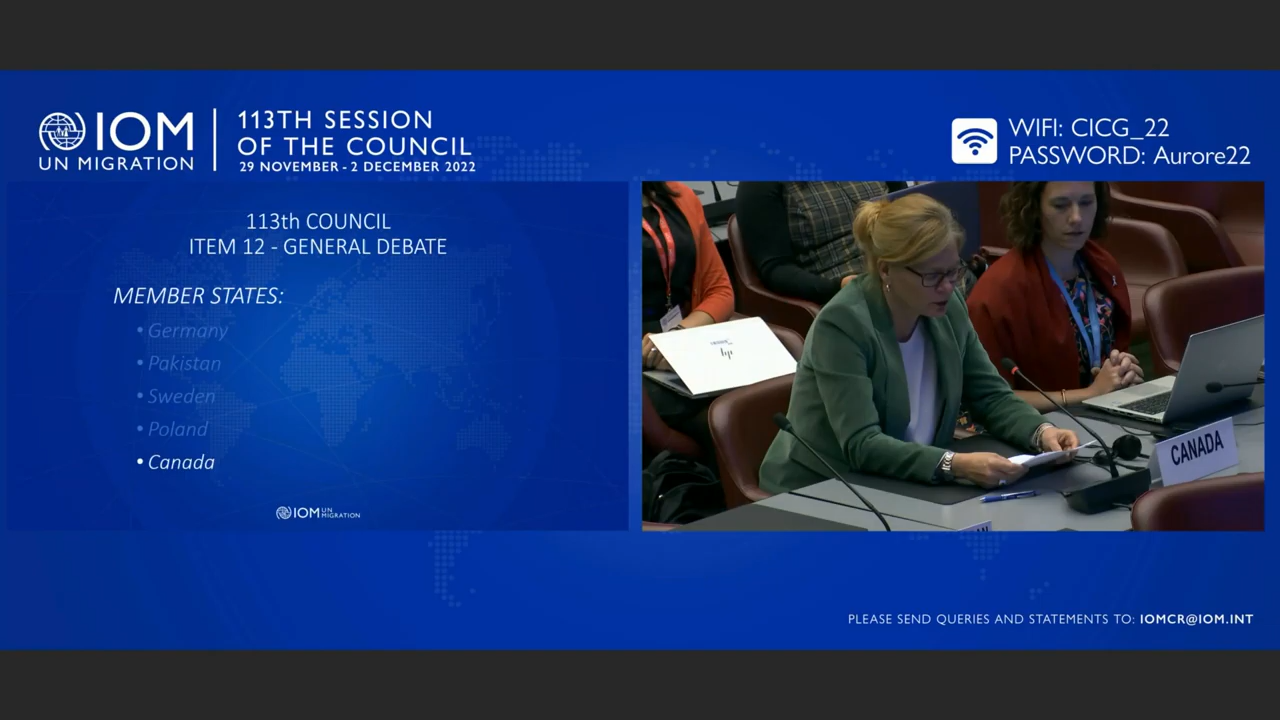 IOM
UN MIGRATION
113TH SESSION
OF THE COUNCIL
29 NOVEMBER - 2 DECEMBER 2022
WIFI: CICG_22
PASSWORD: Aurore22
113th COUNCIL
ITEM 12 - GENERAL DEBATE
MEMBER STATES:
• Germany
• Pakistan
• Sweden
• Poland
• Canada
IOM UN MIGRATION
hp
CANADA
PLEASE SEND QUERIES AND STATEMENTS TO: IOMCR@IOM.INT